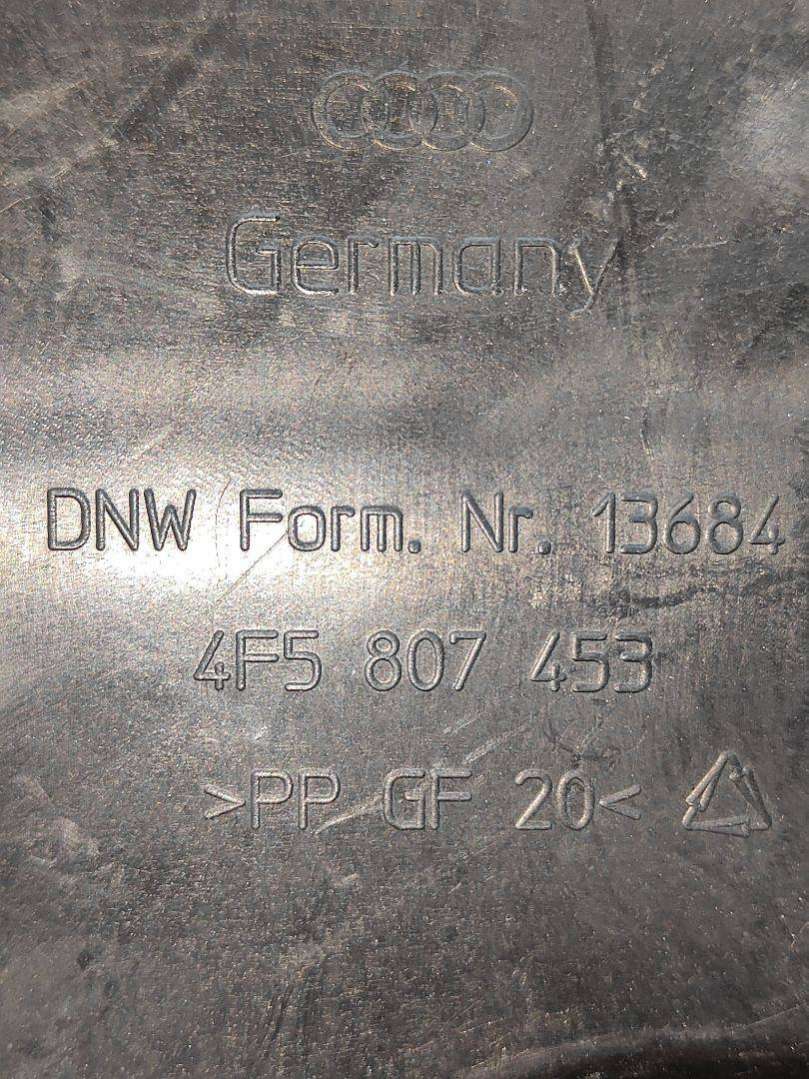 Germany
DNW Form. Nr. 13684
4F5 807 453
>PP GF 20<